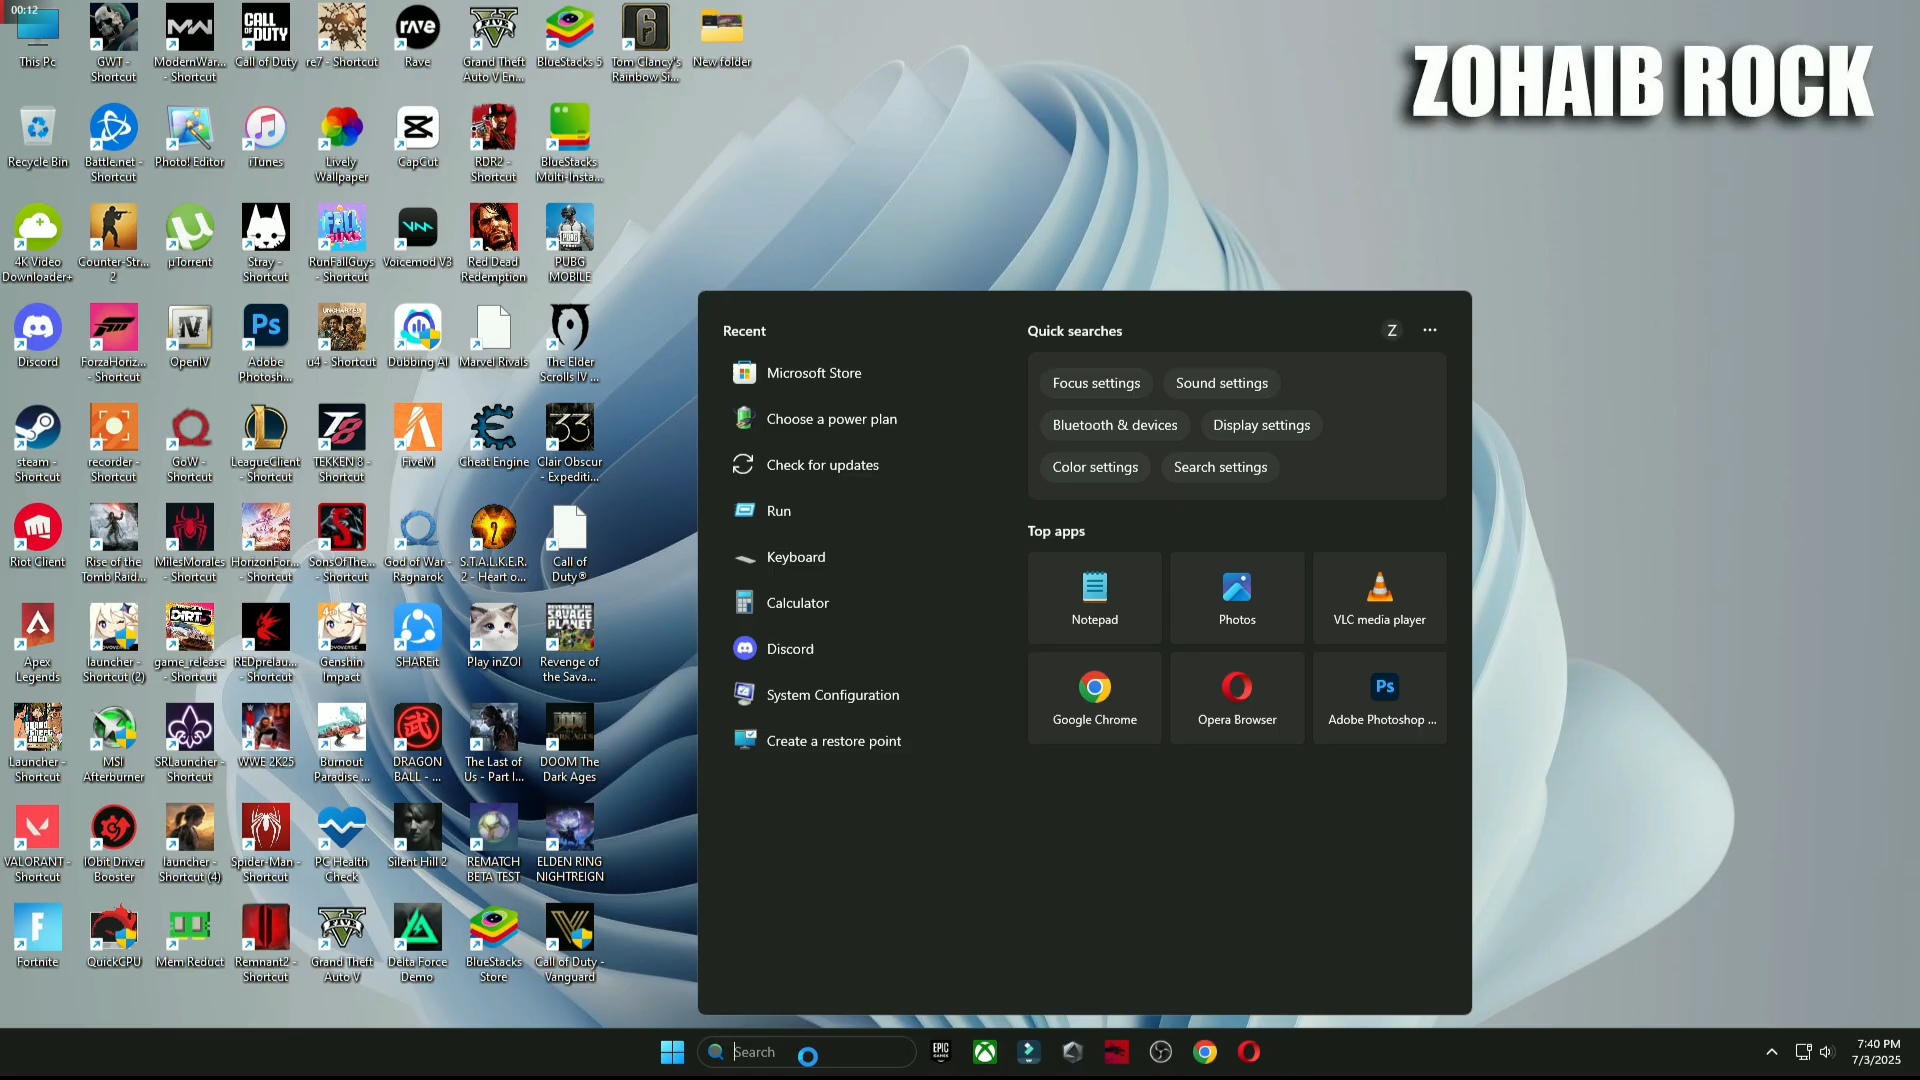 00:12
ZOHAIB ROCK
This Pc
GWT -
Shortcut
ModernWar...
- Shortcut
Call of Duty
re7 - Shortcut
Rave
Grand Theft
Auto V En...
BlueStacks 5
Tom Clancy's
Rainbow Si...
New folder
Recycle Bin
Battle.net -
Shortcut
Photo! Editor
iTunes
Lively
Wallpaper
CapCut
RDR2 -
Shortcut
BlueStacks
Multi-Insta...
4K Video
Downloader+
Counter-Str...
2
µTorrent
Stray -
Shortcut
RunFallGuys
- Shortcut
Voicemod V3
Red Dead
Redemption
PUBG
MOBILE
Discord
ForzaHoriz...
- Shortcut
OpenIV
Adobe
Photosh...
u4 - Shortcut
Dubbing AI
Marvel Rivals
The Elder
Scrolls IV ...
steam -
Shortcut
recorder -
Shortcut
GoW -
Shortcut
LeagueClient
- Shortcut
TEKKEN 8 -
Shortcut
FiveM
Cheat Engine
Clair Obscur
- Expediti...
Riot Client
Rise of the
Tomb Raid...
MilesMorales
- Shortcut
HorizonFor...
- Shortcut
SonsOfThe...
- Shortcut
God of War -
Ragnarok
S.T.A.L.K.E.R.
2 - Heart o...
Call of
Duty®
Apex
Legends
launcher -
Shortcut (2)
game_release
- Shortcut
REDprelau...
- Shortcut
Genshin
Impact
SHAREit
Play inZOI
Revenge of
the Sava...
Launcher -
Shortcut
MSI
Afterburner
SRLauncher -
Shortcut
WWE 2K25
Burnout
Paradise ...
DRAGON
BALL - ...
The Last of
Us - Part I...
DOOM The
Dark Ages
VALORANT -
Shortcut
IObit Driver
Booster
launcher -
Shortcut (4)
Spider-Man -
Shortcut
PC Health
Check
Silent Hill 2
REMATCH
BETA TEST
ELDEN RING
NIGHTREIGN
Fortnite
QuickCPU
Mem Reduct
Remnant2 -
Shortcut
Grand Theft
Auto V
Delta Force
Demo
BlueStacks
Store
Call of Duty -
Vanguard
Recent
Microsoft Store
Choose a power plan
Check for updates
Run
Keyboard
Calculator
Discord
System Configuration
Create a restore point
Quick searches
Z
Focus settings
Sound settings
Bluetooth & devices
Display settings
Color settings
Search settings
Top apps
Notepad
Photos
VLC media player
Google Chrome
Opera Browser
Adobe Photoshop ...
Search
7:40 PM
7/3/2025